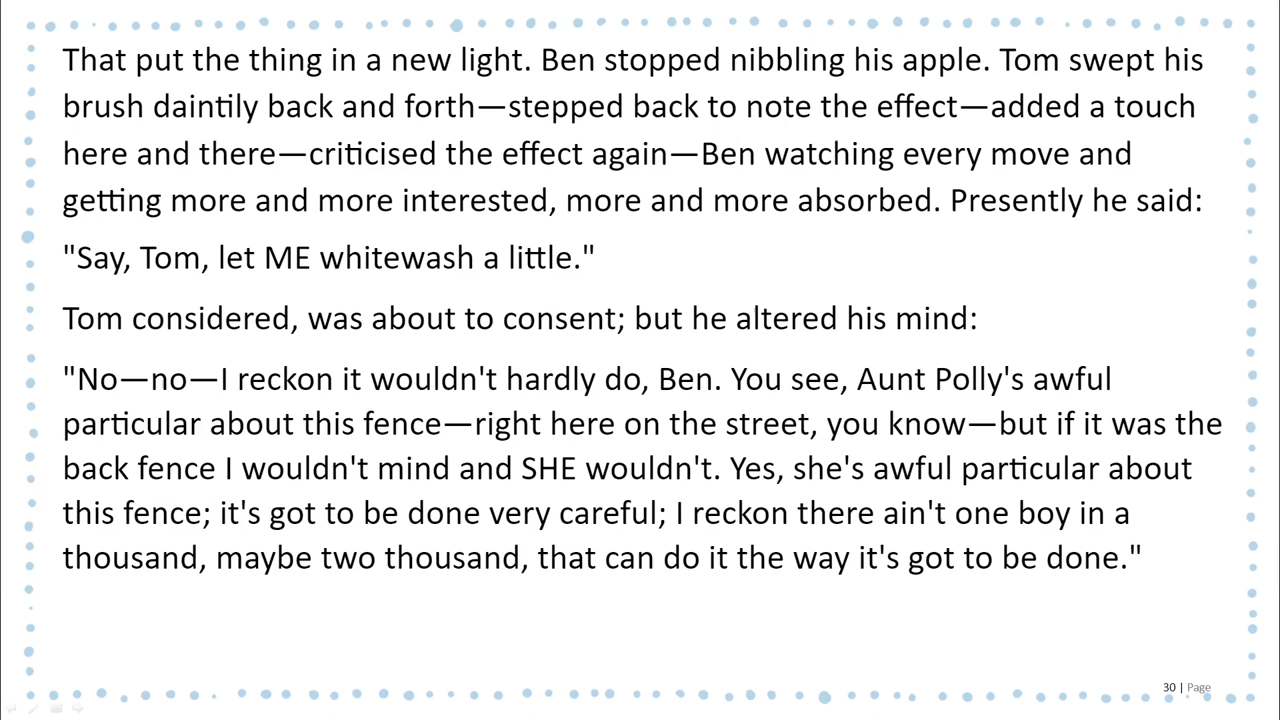 That put the thing in a new light. Ben stopped nibbling his apple. Tom swept his
brush daintily back and forth—stepped back to note the effect—added a touch
here and there—criticised the effect again—Ben watching every move and
getting more and more interested, more and more absorbed. Presently he said:
"Say, Tom, let ME whitewash a little."
Tom considered, was about to consent; but he altered his mind:
"No—no—I reckon it wouldn't hardly do, Ben. You see, Aunt Polly's awful
particular about this fence—right here on the street, you know—but if it was the
back fence I wouldn't mind and SHE wouldn't. Yes, she's awful particular about
this fence; it's got to be done very careful; I reckon there ain't one boy in a
thousand, maybe two thousand, that can do it the way it's got to be done."
30 | Page